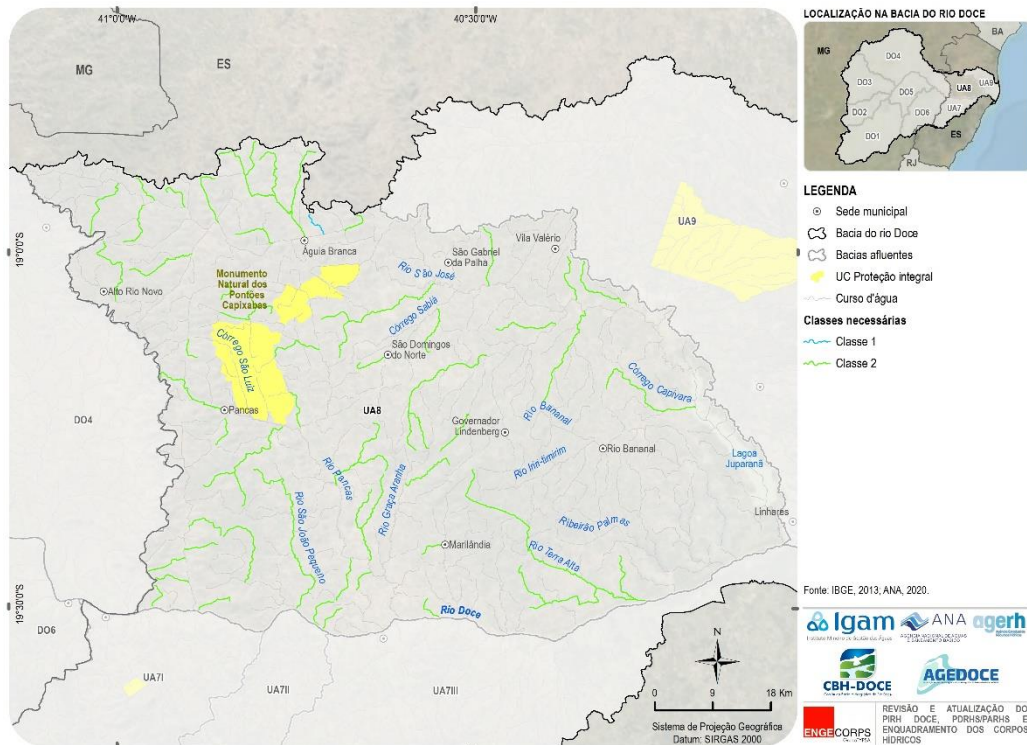 41°0'0"W
40°30'0"W
MG
ES
UA9
Vila Valério
Águia Branca
São Gabriel
da Palha
19°0'0"S
Monumento
Natural dos
Pontões
Capixabas
Rio São José
Alto Rio Novo
Córrego Sabiá
São Domingos
do Norte
Córrego São Luiz
Córrego Capivara
Pancas
UA8
DO4
Rio Bananal
Governador
Lindenberg
Rio Bananal
Lagoa
Juparanã
Rio Pancas
Rio Graça Aranha
Rio Iriri-timirim
Rio São João Pequeno
Linhares
Ribeirão Palmas
Marilândia
Rio Terra Alta
19°30'0"S
Rio Doce
DO6
UA7I
UA7II
UA7III
N
0 9 18 Km
Sistema de Projeção Geográfica
Datum: SIRGAS 2000
LOCALIZAÇÃO NA BACIA DO RIO DOCE
MG
BA
DO4
DO3
DO5
UA8
UA9
DO2
DO6
UA7
DO1
ES
RJ
LEGENDA
Sede municipal
Bacia do rio Doce
Bacias afluentes
UC Proteção integral
Curso d'água
Classes necessárias
Classe 1
Classe 2
Fonte: IBGE, 2013; ANA, 2020.
Igam
ANA
agerh
AGÊNCIA NACIONAL DE ÁGUAS
E SANEAMENTO BÁSICO
CBH-DOCE
AGEDOCE
ENGECORPS
REVISÃO E ATUALIZAÇÃO DO
PIRH DOCE, PDRHS/PARHS E
ENQUADRAMENTO DOS CORPOS
HÍDRICOS